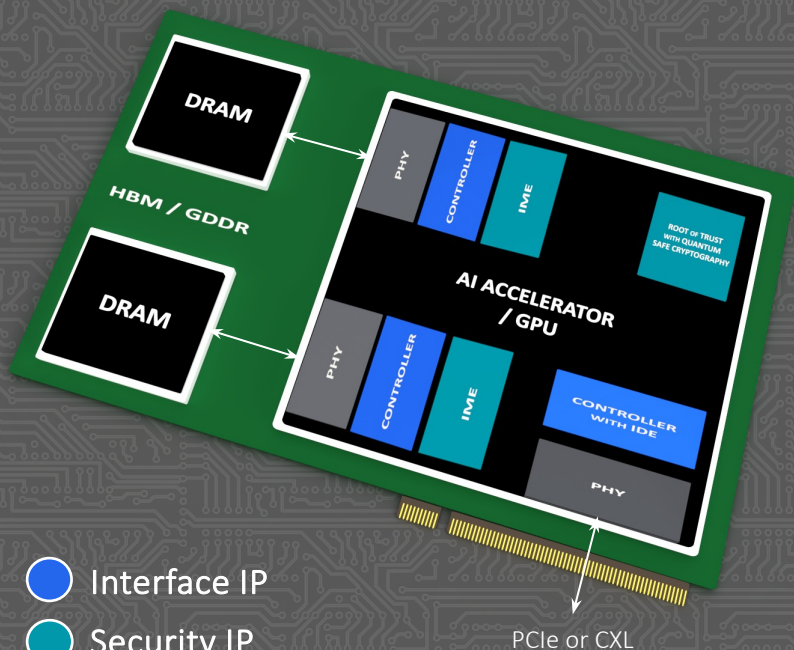 DRAM
HBM / GDDR
DRAM
PHY
CONTROLLER
IME
ROOT OF TRUST
WITH QUANTUM
SAFE CRYPTOGRAPHY
AI ACCELERATOR
/ GPU
PHY
CONTROLLER
IME
CONTROLLER
WITH IDE
PHY
Interface IP
Security IP
PCIe or CXL